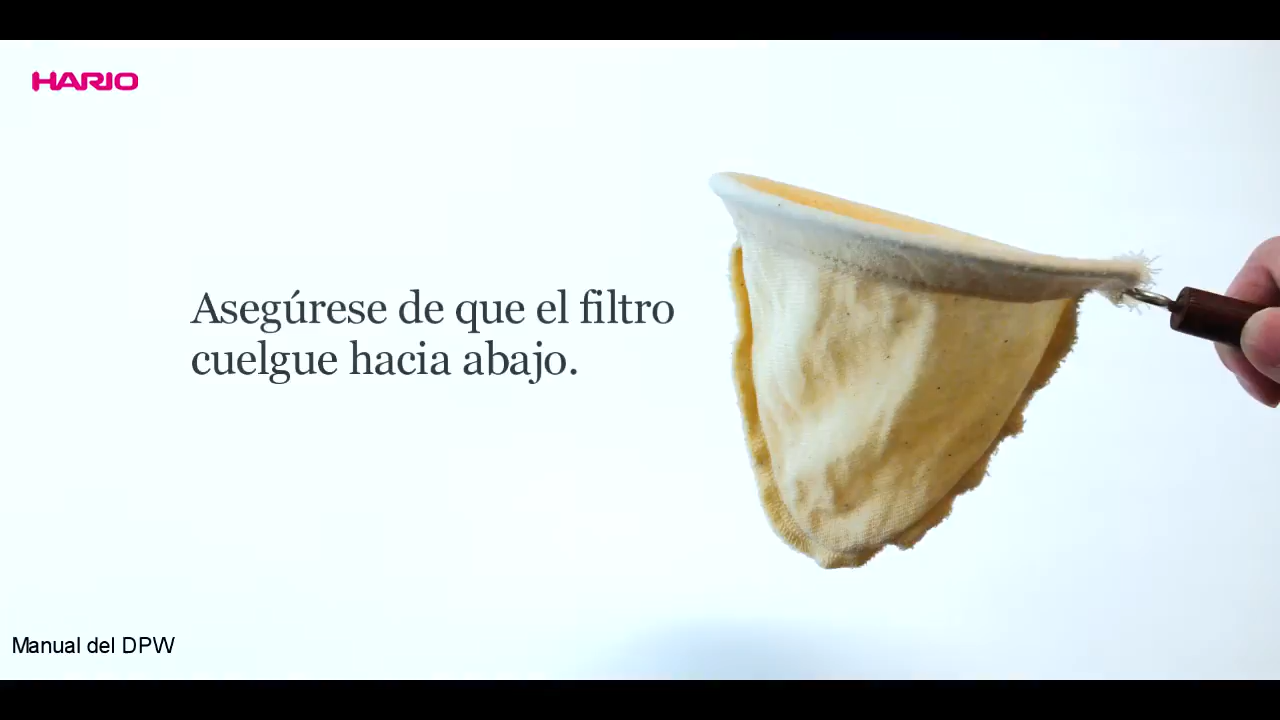 HARIO
Asegúrese de que el filtro
cuelgue hacia abajo.
Manual del DPW